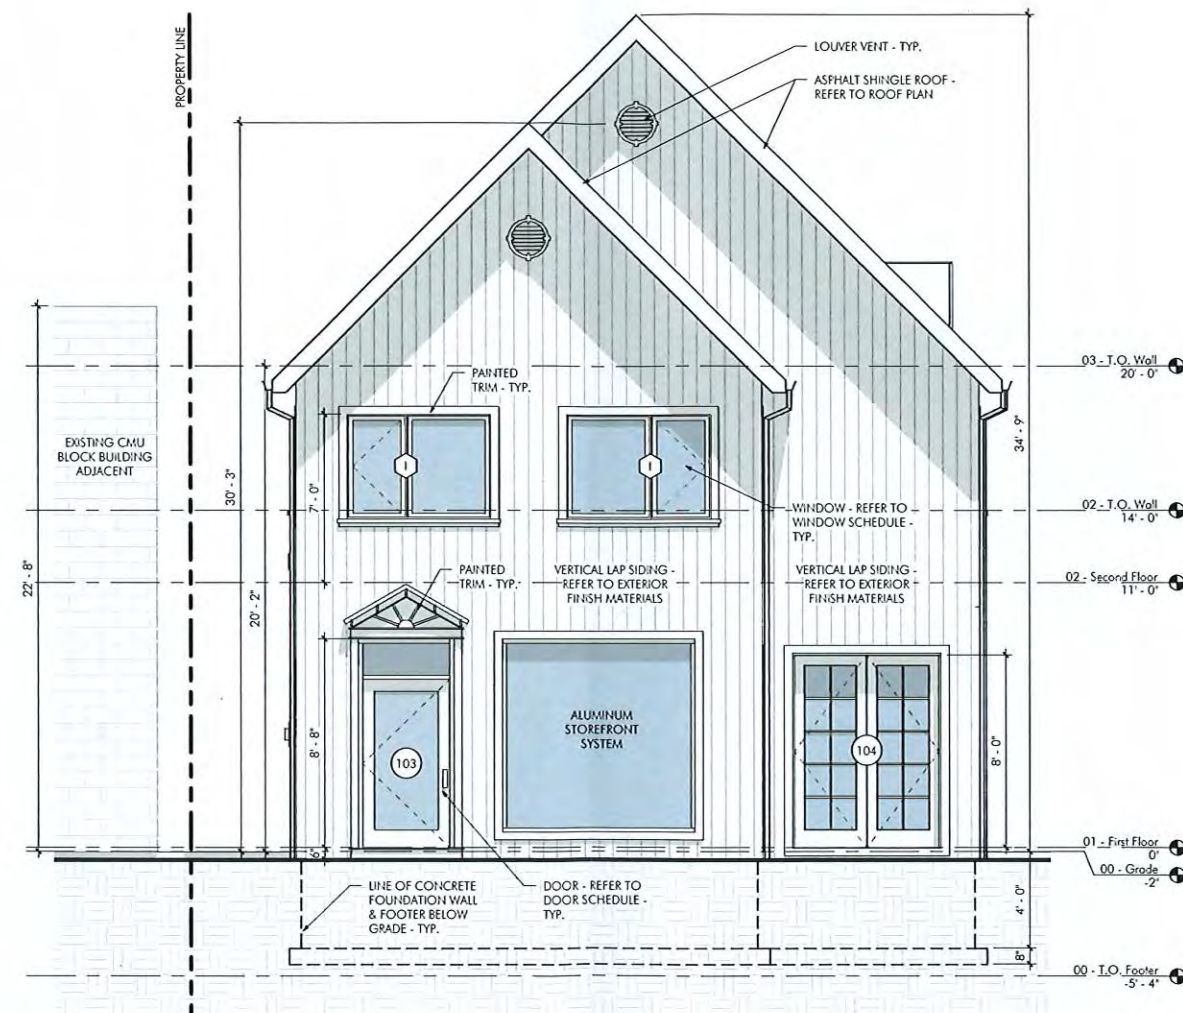 PROPERTY LINE
LOUVER VENT - TYP.
ASPHALT SHINGLE ROOF -
REFER TO ROOF PLAN
03 - T.O. Wall
20' - 0"
PAINTED
TRIM - TYP.
EXISTING CMU
BLOCK BUILDING
ADJACENT
30' - 3"
7' - 0"
34' - 9"
I
I
WINDOW - REFER TO
WINDOW SCHEDULE -
TYP.
02 - T.O. Wall
14' - 0"
22' - 8"
20' - 2"
PAINTED
TRIM - TYP.
VERTICAL LAP SIDING -
REFER TO EXTERIOR
FINISH MATERIALS
VERTICAL LAP SIDING -
REFER TO EXTERIOR
FINISH MATERIALS
02 - Second Floor
11' - 0"
8' - 8"
103
ALUMINUM
STOREFRONT
SYSTEM
104
8' - 0"
6"
01 - First Floor
0'
00 - Grade
-2"
LINE OF CONCRETE
FOUNDATION WALL
& FOOTER BELOW
GRADE - TYP.
DOOR - REFER TO
DOOR SCHEDULE -
TYP.
4' - 0"
8"
00 - T.O. Footer
-5' - 4"